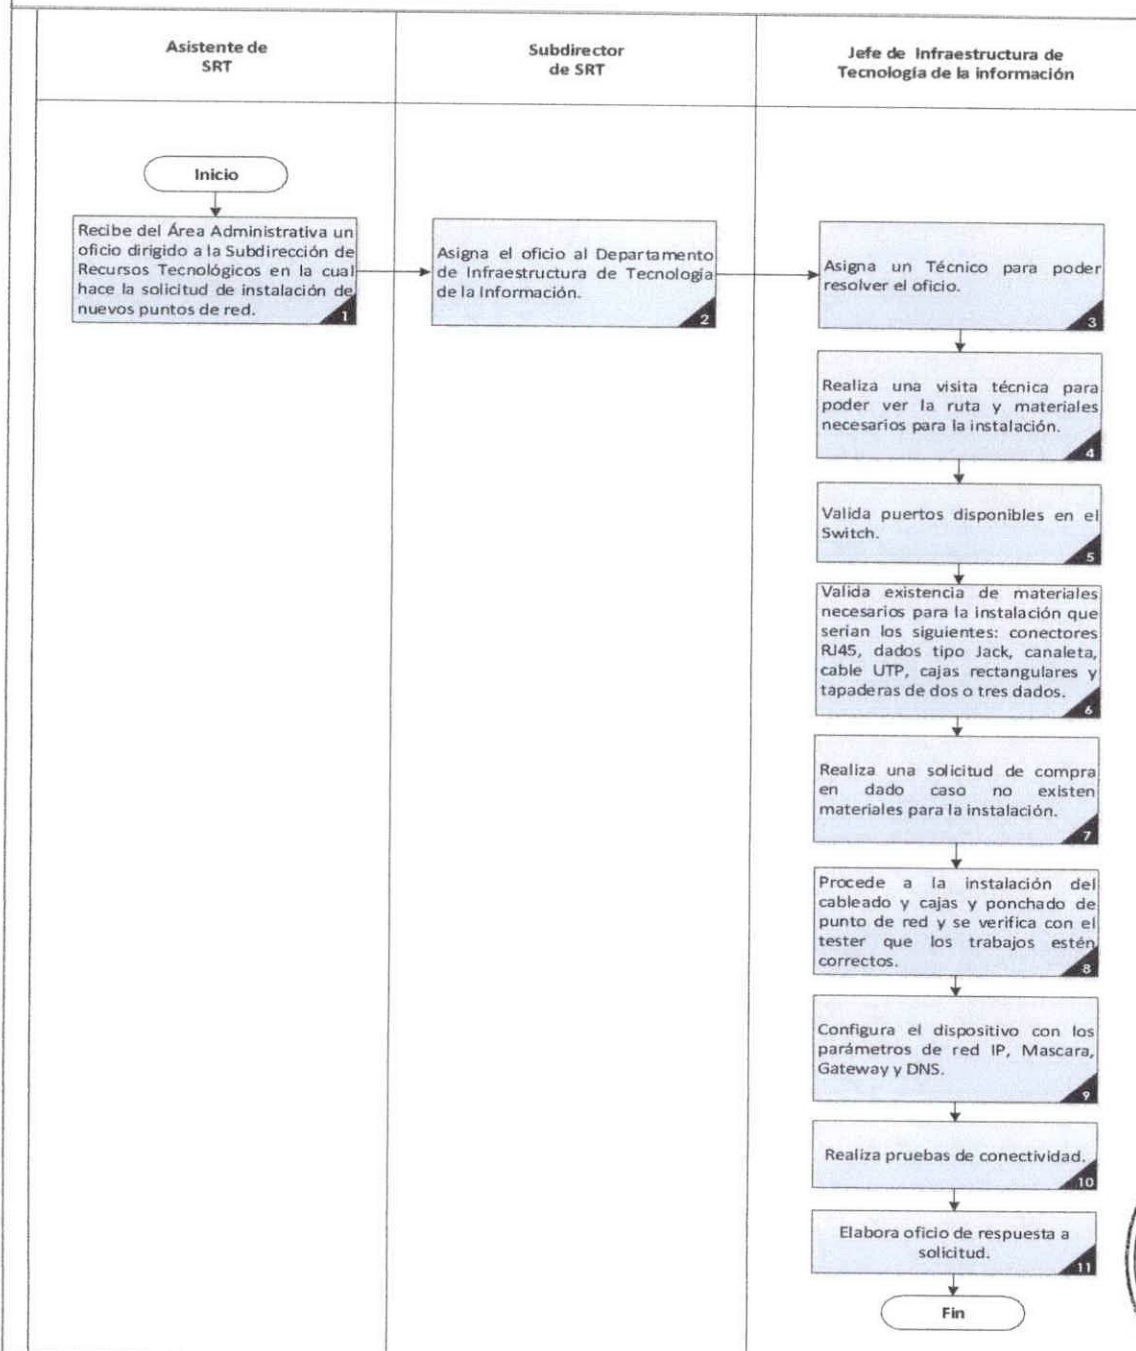 Asistente de
SRT
Subdirector
de SRT
Jefe de Infraestructura de
Tecnología de la información
Inicio
Recibe del Área Administrativa un
oficio dirigido a la Subdirección de
Recursos Tecnológicos en la cual
hace la solicitud de instalación de
nuevos puntos de red.
1
Asigna el oficio al Departamento
de Infraestructura de Tecnología
de la Información.
2
Asigna un Técnico para poder
resolver el oficio.
3
Realiza una visita técnica para
poder ver la ruta y materiales
necesarios para la instalación.
4
Valida puertos disponibles en el
Switch.
5
Valida existencia de materiales
necesarios para la instalación que
serian los siguientes: conectores
RJ45, dados tipo Jack, canaleta,
cable UTP, cajas rectangulares y
tapaderas de dos o tres dados.
6
Realiza una solicitud de compra
en dado caso no existen
materiales para la instalación.
7
Procede a la instalación del
cableado y cajas y ponchado de
punto de red y se verifica con el
tester que los trabajos estén
correctos.
8
Configura el dispositivo con los
parámetros de red IP, Mascara,
Gateway y DNS.
9
Realiza pruebas de conectividad.
10
Elabora oficio de respuesta a
solicitud.
11
Fin